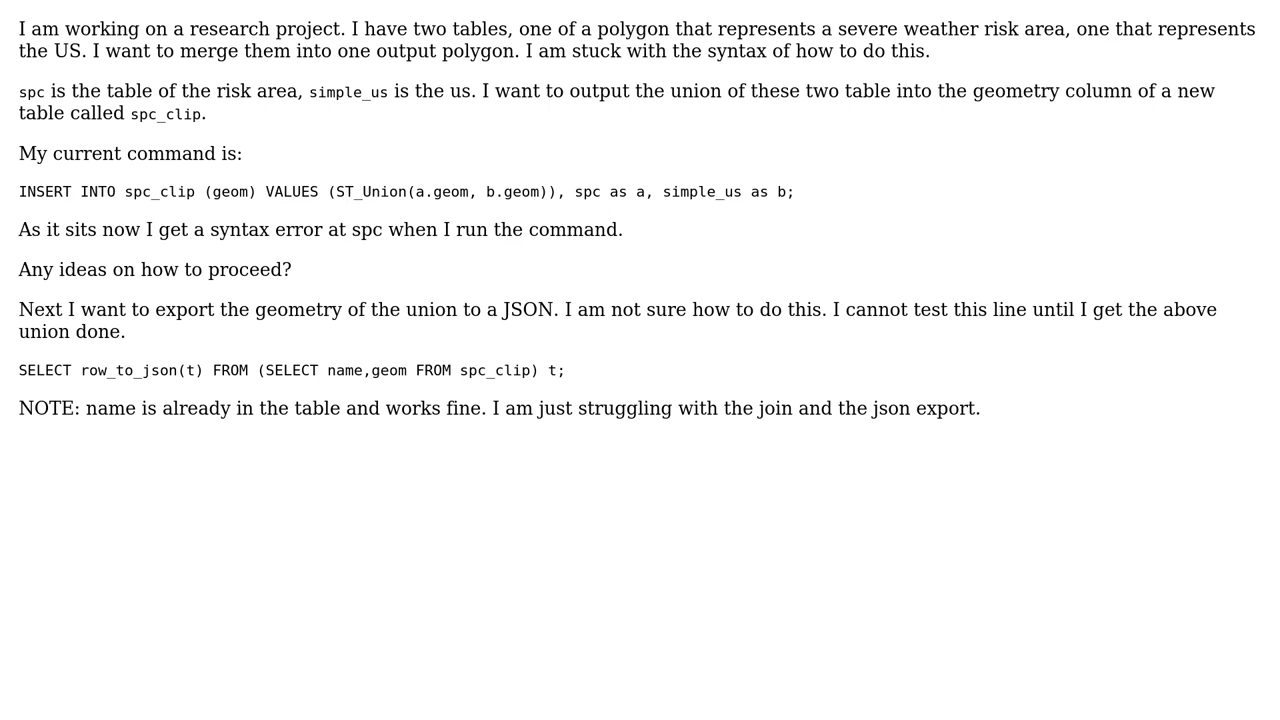 I am working on a research project. I have two tables, one of a polygon that represents a severe weather risk area, one that represents
the US. I want to merge them into one output polygon. I am stuck with the syntax of how to do this.
spc is the table of the risk area, simple_us is the us. I want to output the union of these two table into the geometry column of a new
table called spc_clip.
My current command is:
INSERT INTO spc_clip (geom) VALUES (ST_Union(a.geom, b.geom)), spc as a, simple_us as b;
As it sits now I get a syntax error at spc when I run the command.
Any ideas on how to proceed?
Next I want to export the geometry of the union to a JSON. I am not sure how to do this. I cannot test this line until I get the above
union done.
SELECT row_to_json(t) FROM (SELECT name,geom FROM spc_clip) t;
NOTE: name is already in the table and works fine. I am just struggling with the join and the json export.